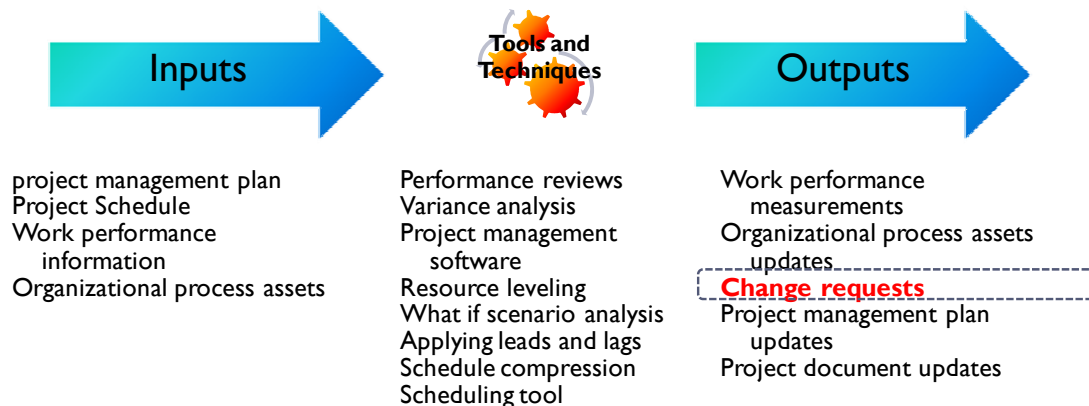 Inputs
Tools and
Techniques
Outputs
project management plan
Project Schedule
Work performance
information
Organizational process assets
Performance reviews
Variance analysis
Project management
software
Resource leveling
What if scenario analysis
Applying leads and lags
Schedule compression
Scheduling tool
Work performance
measurements
Organizational process assets
updates
Change requests
Project management plan
updates
Project document updates